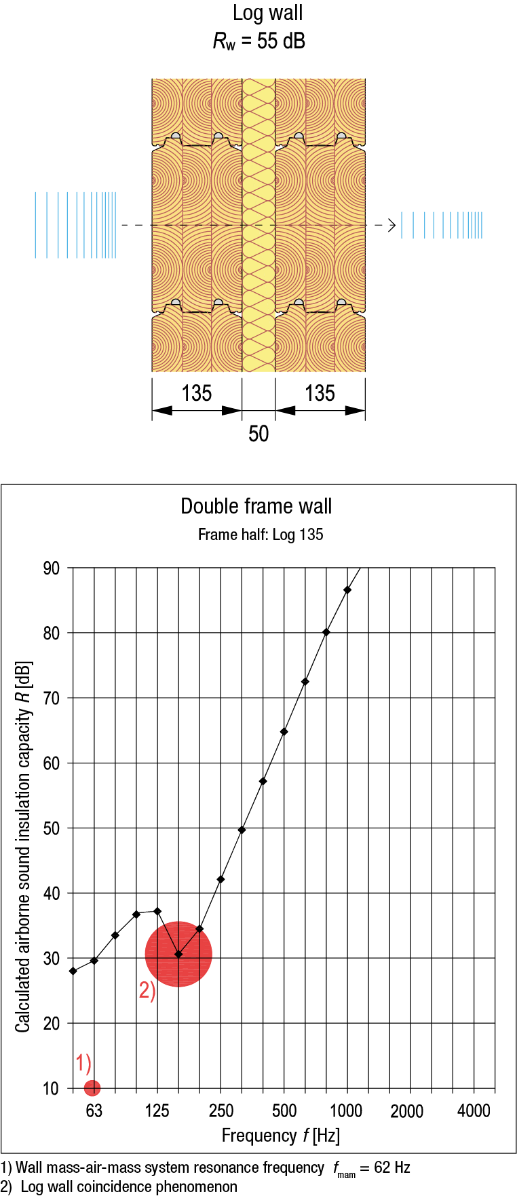 Log wall
Rw = 55 dB
135
135
50
Double frame wall
Frame half: Log 135
Calculated airborne sound insulation capacity R [dB]
90
80
70
60
50
40
30
20
10
2)
1)
63
125
250
500
1000
2000
4000
Frequency f [Hz]
1) Wall mass-air-mass system resonance frequency fmam = 62 Hz
2) Log wall coincidence phenomenon